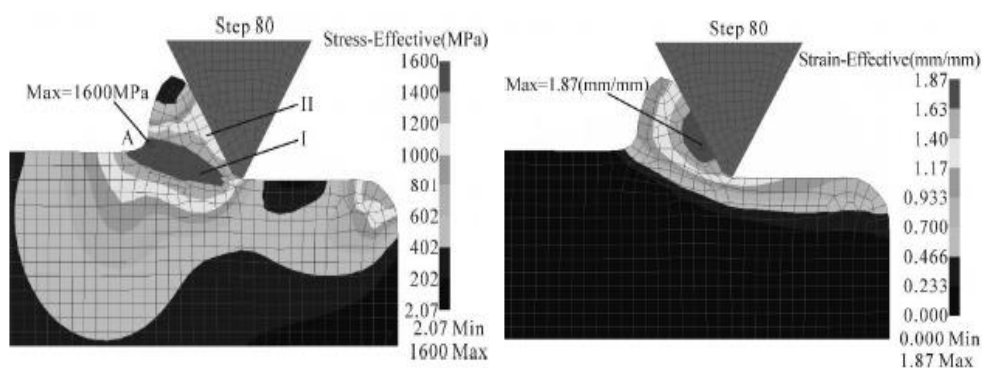 Step 80
Stress-Effective(MPa)
1600
1400
1200
1000
801
602
402
202
2.07
2.07 Min
1600 Max
Max=1600MPa
A
II
I
Step 80
Strain-Effective(mm/mm)
1.87
1.63
1.40
1.17
0.933
0.700
0.466
0.233
0.000
0.000 Min
1.87 Max
Max=1.87(mm/mm)